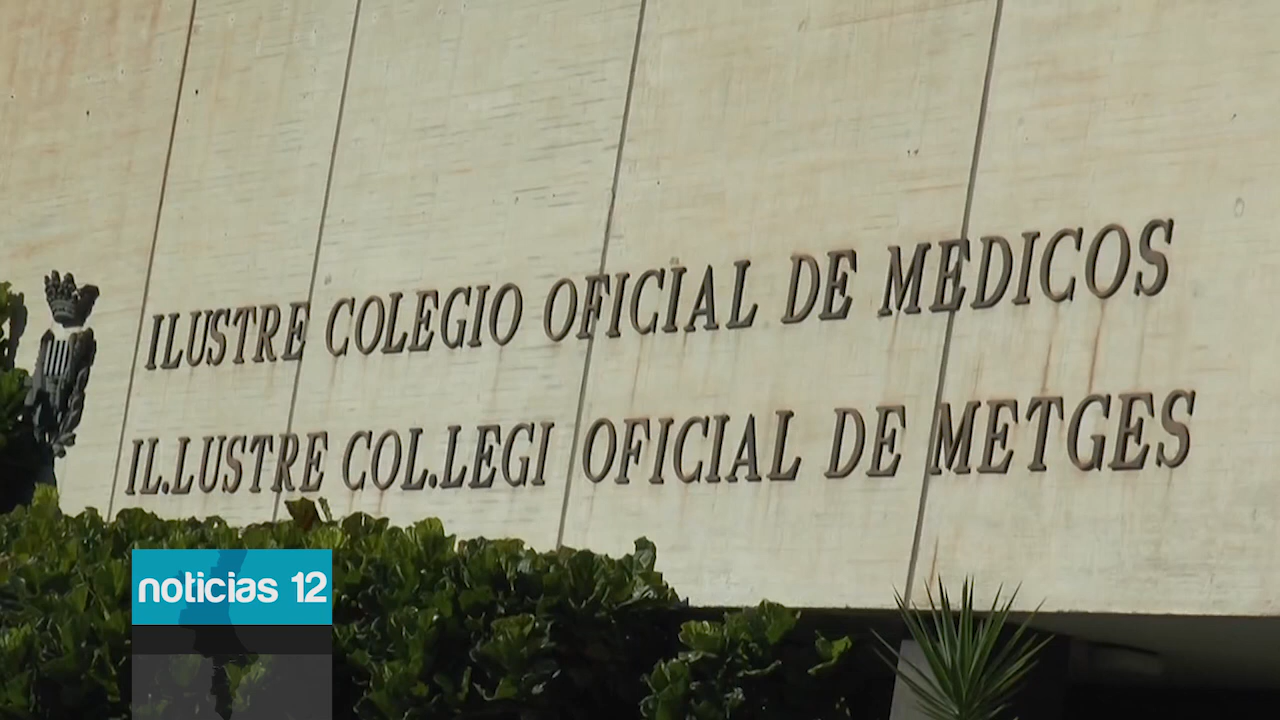 ILUSTRE COLEGIO OFICIAL DE MEDICOS
IL.LUSTRE COL.LEGI OFICIAL DE METGES
noticias 12